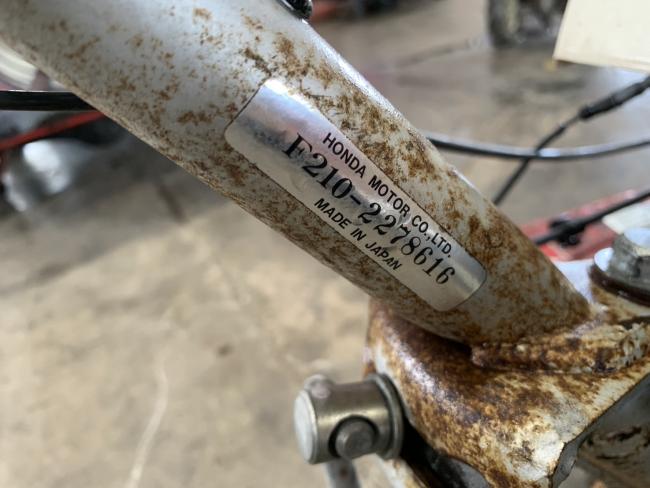 HONDA MOTOR CO.,LTD.
F210-2278616
MADE IN JAPAN